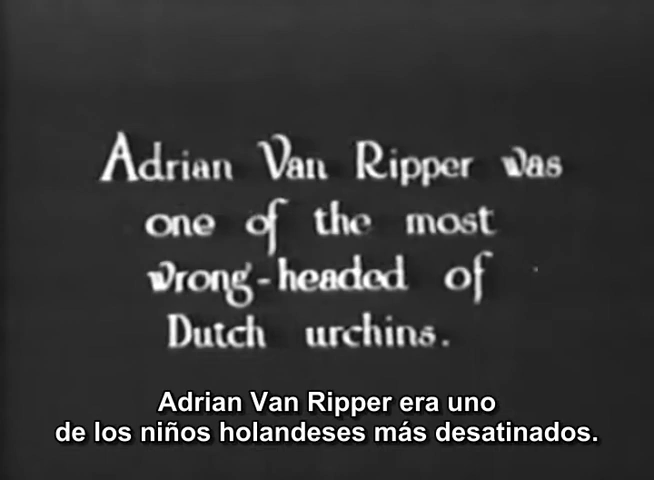 Adrian Van Ripper was
one of the most
wrong-headed of
Dutch urchins.
Adrian Van Ripper era uno
de los niños holandeses más desatinados.